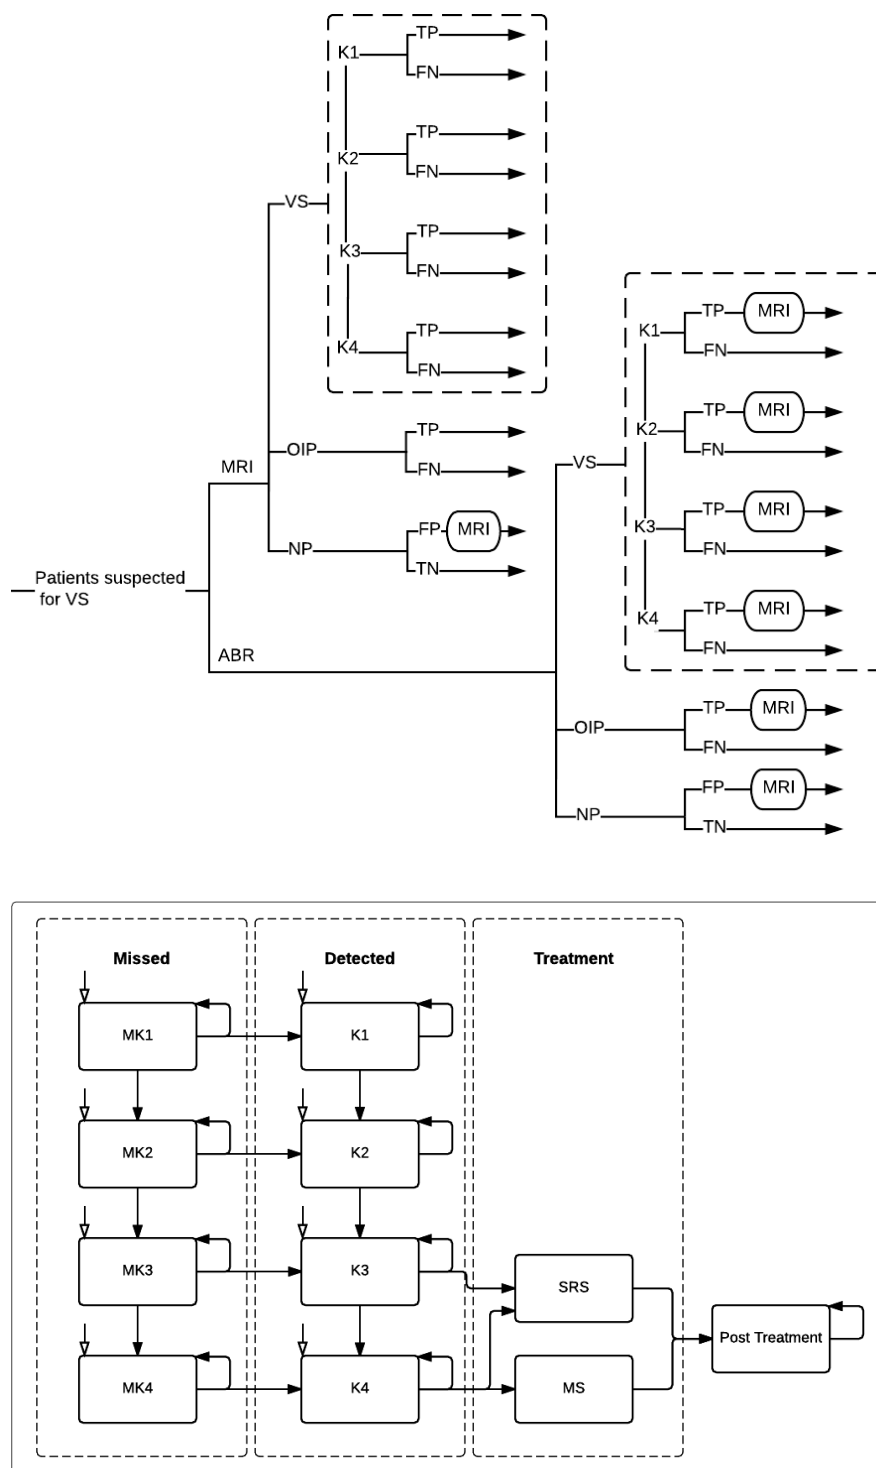 TP
K1
FN
TP
K2
FN
VS
TP
K3
FN
TP
K4
FN
TP
OIP
FN
MRI
FP MRI
NP
TN
Patients suspected
for VS
ABR
TP MRI
K1
FN
TP MRI
K2
FN
VS
TP MRI
K3
FN
TP MRI
K4
FN
TP MRI
OIP
FN
FP MRI
NP
TN
Missed Detected Treatment
MK1 K1
MK2 K2
MK3 K3
SRS
Post Treatment
MK4 K4 MS